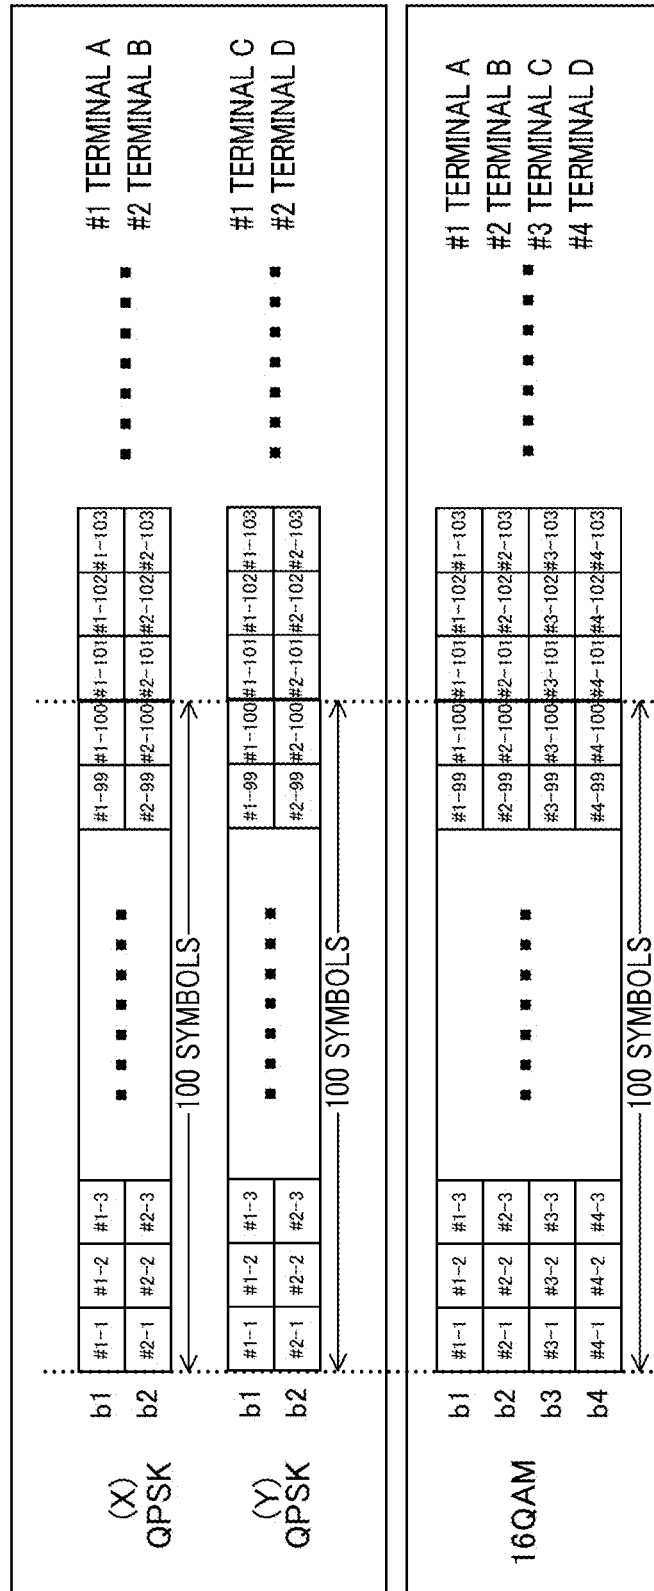 (X)
QPSK
b1 #1-1 #1-2 #1-3 #1-99 #1-100 #1-101 #1-102 #1-103 #1 TERMINAL A
b2 #2-1 #2-2 #2-3 #2-99 #2-100 #2-101 #2-102 #2-103 #2 TERMINAL B
100 SYMBOLS
(Y)
QPSK
b1 #1-1 #1-2 #1-3 #1-99 #1-100 #1-101 #1-102 #1-103 #1 TERMINAL C
b2 #2-1 #2-2 #2-3 #2-99 #2-100 #2-101 #2-102 #2-103 #2 TERMINAL D
100 SYMBOLS
16QAM
b1 #1-1 #1-2 #1-3 #1-99 #1-100 #1-101 #1-102 #1-103 #1 TERMINAL A
b2 #2-1 #2-2 #2-3 #2-99 #2-100 #2-101 #2-102 #2-103 #2 TERMINAL B
b3 #3-1 #3-2 #3-3 #3-99 #3-100 #3-101 #3-102 #3-103 #3 TERMINAL C
b4 #4-1 #4-2 #4-3 #4-99 #4-100 #4-101 #4-102 #4-103 #4 TERMINAL D
100 SYMBOLS